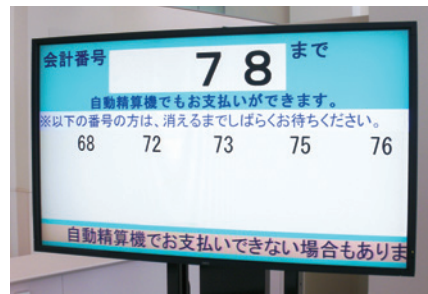 会計番号 78 まで
自動精算機でもお支払いができます。
※以下の番号の方は、消えるまでしばらくお待ちください。
68 72 73 75 76
自動精算機でお支払いできない場合もありま